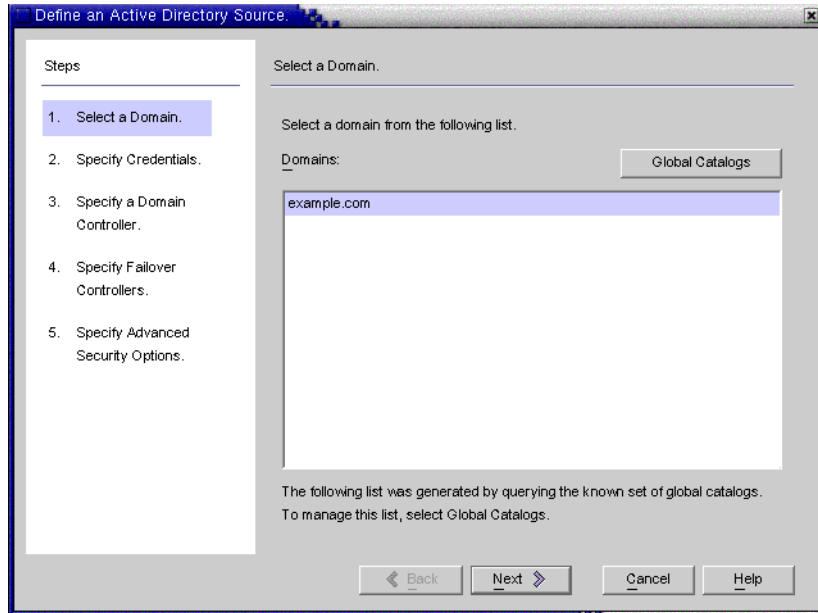 Define an Active Directory Source.
Steps
1. Select a Domain.
2. Specify Credentials.
3. Specify a Domain
Controller.
4. Specify Failover
Controllers.
5. Specify Advanced
Security Options.
Select a Domain.
Select a domain from the following list.
Domains:
Global Catalogs
example.com
The following list was generated by querying the known set of global catalogs.
To manage this list, select Global Catalogs.
Back
Next
Cancel
Help